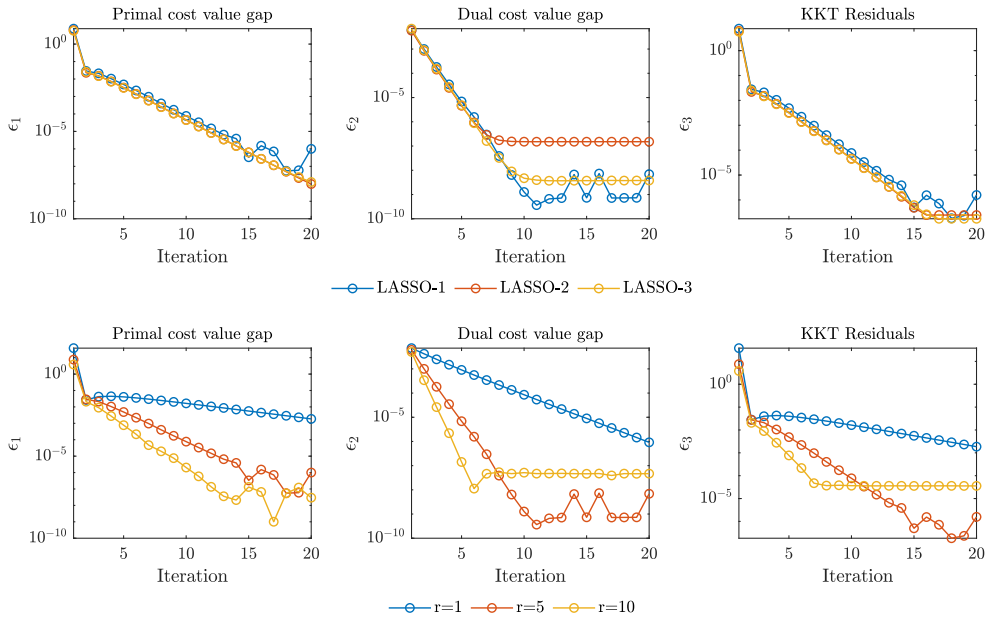 Primal cost value gap
Dual cost value gap
KKT Residuals
10^0
10^-5
10^-10
ϵ1
5 10 15 20
Iteration
10^-5
10^-10
ϵ2
5 10 15 20
Iteration
10^0
10^-5
ϵ3
5 10 15 20
Iteration
LASSO-1 LASSO-2 LASSO-3
Primal cost value gap
Dual cost value gap
KKT Residuals
10^0
10^-5
10^-10
ϵ1
5 10 15 20
Iteration
10^-5
10^-10
ϵ2
5 10 15 20
Iteration
10^0
10^-5
ϵ3
5 10 15 20
Iteration
r=1 r=5 r=10